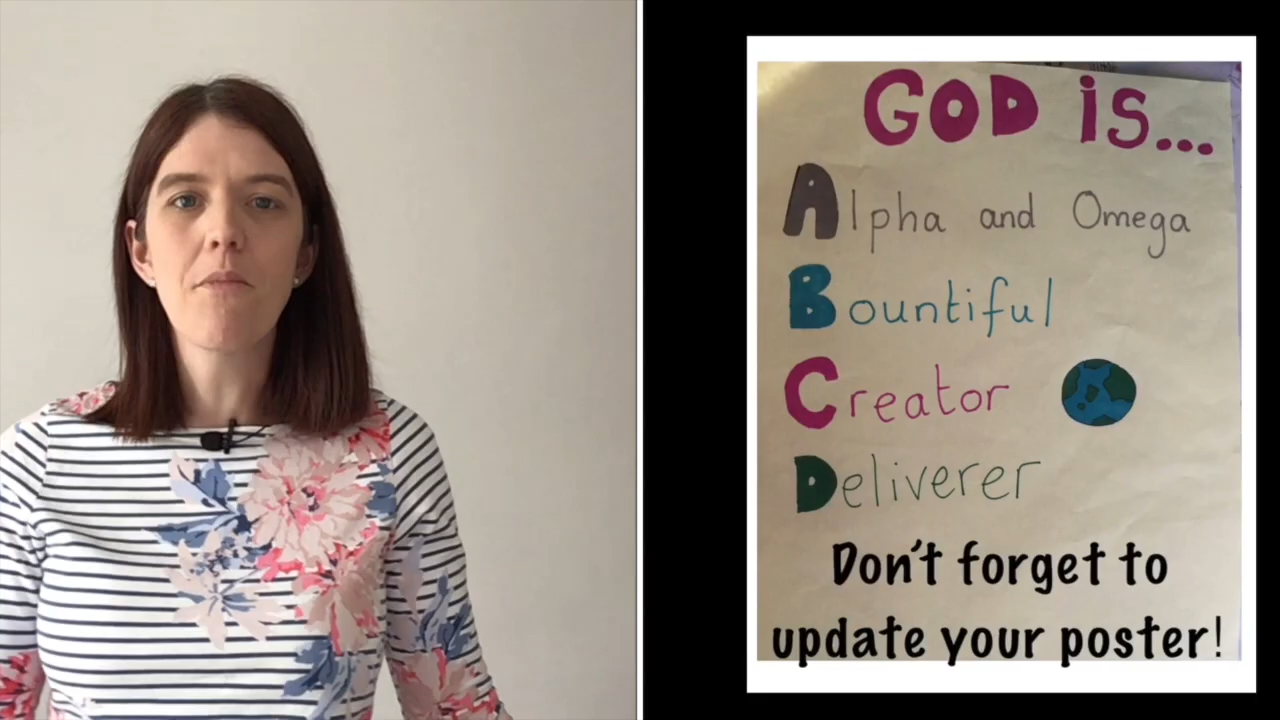 GOD is...
Alpha and Omega
Bountiful
Creator
Deliverer
Don't forget to
update your poster!